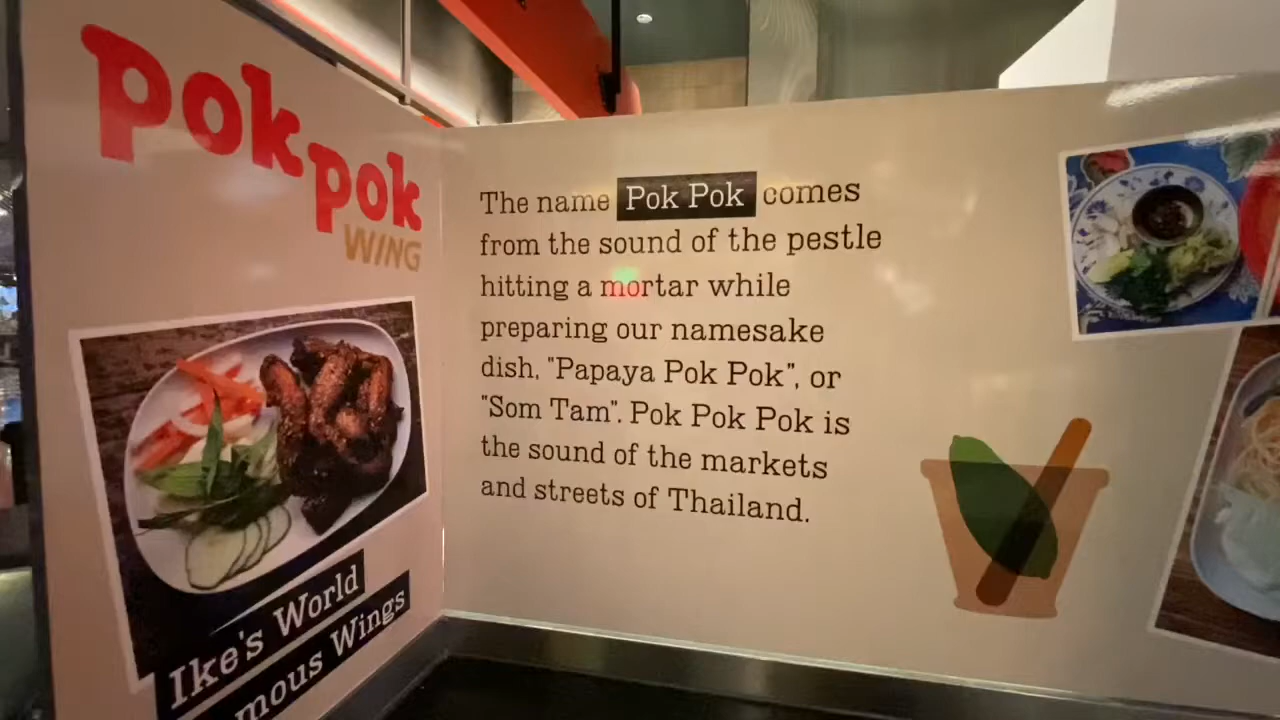 pok
pok
WING
Ike's World
mous Wings
The name Pok Pok comes
from the sound of the pestle
hitting a mortar while
preparing our namesake
dish, "Papaya Pok Pok", or
"Som Tam". Pok Pok Pok is
the sound of the markets
and streets of Thailand.